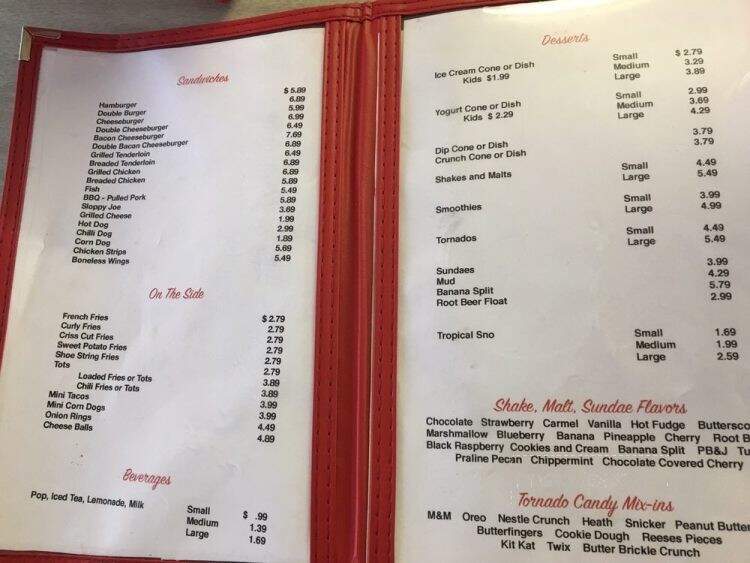 Sandwiches
Hamburger $ 5.89
Double Burger 6.89
Cheeseburger 5.99
Double Cheeseburger 6.99
Bacon Cheeseburger 6.49
Double Bacon Cheeseburger 7.69
Grilled Tenderloin 6.89
Breaded Tenderloin 6.49
Grilled Chicken 6.89
Breaded Chicken 6.89
Fish 5.89
BBQ - Pulled Pork 5.49
Sloppy Joe 5.89
Grilled Cheese 3.69
Hot Dog 1.99
Chilli Dog 2.99
Corn Dog 1.89
Chicken Strips 5.69
Boneless Wings 5.49
On The Side
French Fries $ 2.79
Curly Fries 2.79
Criss Cut Fries 2.79
Sweet Potato Fries 2.79
Shoe String Fries 2.79
Tots 2.79
Loaded Fries or Tots 3.89
Chili Fries or Tots 3.89
Mini Tacos 3.99
Mini Corn Dogs 3.99
Onion Rings 4.49
Cheese Balls 4.89
Beverages
Pop, Iced Tea, Lemonade, Milk Small $ .99
Medium 1.39
Large 1.69
Desserts
Ice Cream Cone or Dish Small $ 2.79
Kids $1.99 Medium 3.29
Large 3.89
Yogurt Cone or Dish Small 2.99
Kids $ 2.29 Medium 3.69
Large 4.29
Dip Cone or Dish 3.79
Crunch Cone or Dish 3.79
Shakes and Malts Small 4.49
Large 5.49
Smoothies Small 3.99
Large 4.99
Tornados Small 4.49
Large 5.49
Sundaes 3.99
Mud 4.29
Banana Split 5.79
Root Beer Float 2.99
Tropical Sno Small 1.69
Medium 1.99
Large 2.59
Shake, Malt, Sundae Flavors
Chocolate Strawberry Carmel Vanilla Hot Fudge Buttersco
Marshmallow Blueberry Banana Pineapple Cherry Root B
Black Raspberry Cookies and Cream Banana Split PB&J Tu
Praline Pecan Chippermint Chocolate Covered Cherry
Tornado Candy Mix-ins
M&M Oreo Nestle Crunch Heath Snicker Peanut Butter
Butterfingers Cookie Dough Reeses Pieces
Kit Kat Twix Butter Brickle Crunch